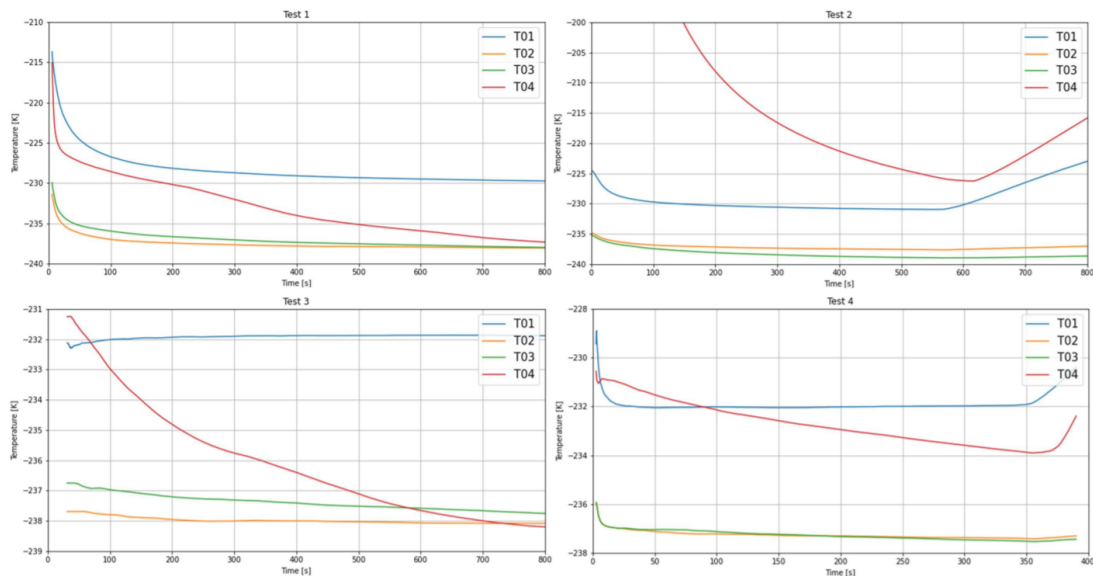 Test 1
−210
−215
−220
−225
−230
−235
−240
Temperature [K]
0 100 200 300 400 500 600 700 800
Time [s]
T01
T02
T03
T04
Test 2
−200
−205
−210
−215
−220
−225
−230
−235
−240
Temperature [K]
0 100 200 300 400 500 600 700 800
Time [s]
T01
T02
T03
T04
Test 3
−231
−232
−233
−234
−235
−236
−237
−238
−239
Temperature [K]
0 100 200 300 400 500 600 700 800
Time [s]
T01
T02
T03
T04
Test 4
−228
−230
−232
−234
−236
−238
Temperature [K]
0 50 100 150 200 250 300 350 400
Time [s]
T01
T02
T03
T04